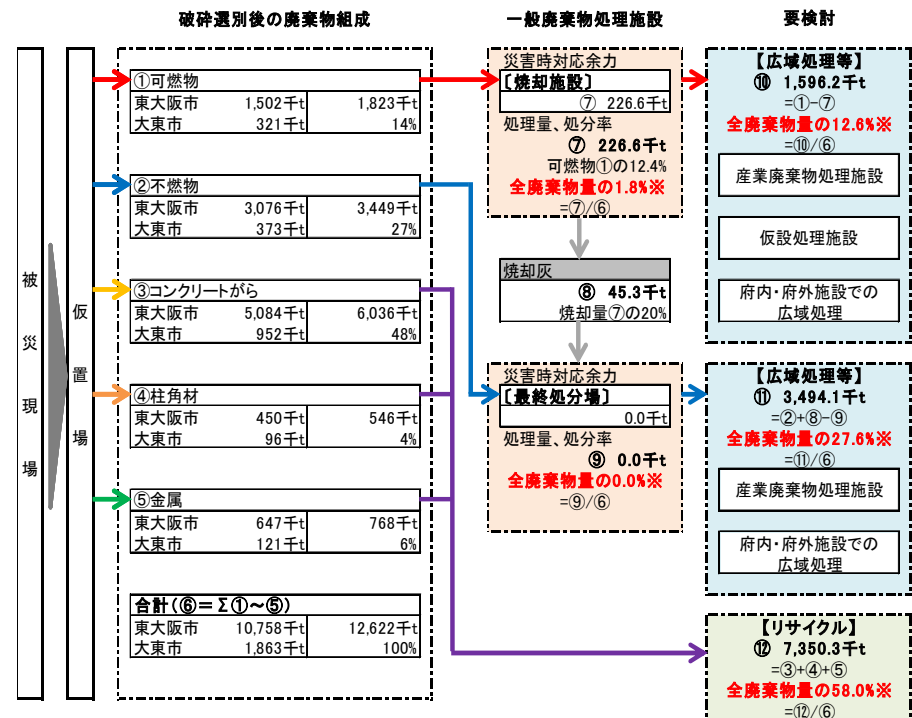 破砕選別後の廃棄物組成
一般廃棄物処理施設
要検討
被災現場
仮置場
①可燃物
東大阪市 1,502千t 1,823千t
大東市 321千t 14%
②不燃物
東大阪市 3,076千t 3,449千t
大東市 373千t 27%
③コンクリートがら
東大阪市 5,084千t 6,036千t
大東市 952千t 48%
④柱角材
東大阪市 450千t 546千t
大東市 96千t 4%
⑤金属
東大阪市 647千t 768千t
大東市 121千t 6%
合計(⑥=Σ①~⑤)
東大阪市 10,758千t 12,622千t
大東市 1,863千t 100%
災害時対応余力
〔焼却施設〕
⑦ 226.6千t
処理量、処分率
⑦ 226.6千t
可燃物①の12.4%
全廃棄物量の1.8%※
=⑦/⑥
焼却灰
⑧ 45.3千t
焼却量⑦の20%
災害時対応余力
〔最終処分場〕
0.0千t
処理量、処分率
⑨ 0.0千t
全廃棄物量の0.0%※
=⑨/⑥
【広域処理等】
⑩ 1,596.2千t
=①-⑦
全廃棄物量の12.6%※
=⑩/⑥
産業廃棄物処理施設
仮設処理施設
府内・府外施設での
広域処理
【広域処理等】
⑪ 3,494.1千t
=②+⑧-⑨
全廃棄物量の27.6%※
=⑪/⑥
産業廃棄物処理施設
府内・府外施設での
広域処理
【リサイクル】
⑫ 7,350.3千t
=③+④+⑤
全廃棄物量の58.0%※
=⑫/⑥